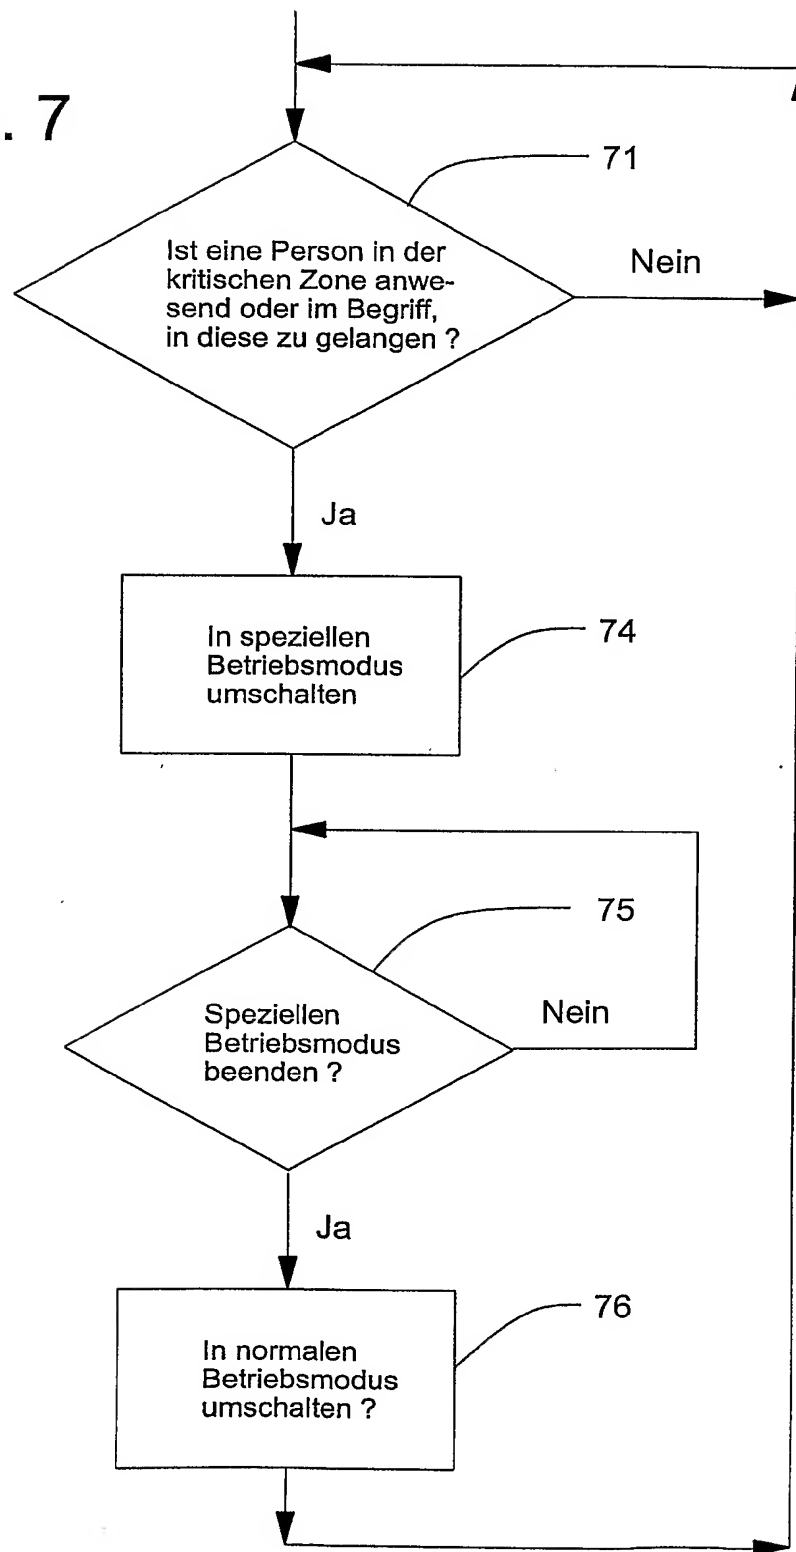 . 7
71
Ist eine Person in der
kritischen Zone anwe-
send oder im Begriff,
in diese zu gelangen ?
Nein
Ja
In speziellen
Betriebsmodus
umschalten
74
75
Speziellen
Betriebsmodus
beenden ?
Nein
Ja
In normalen
Betriebsmodus
umschalten ?
76